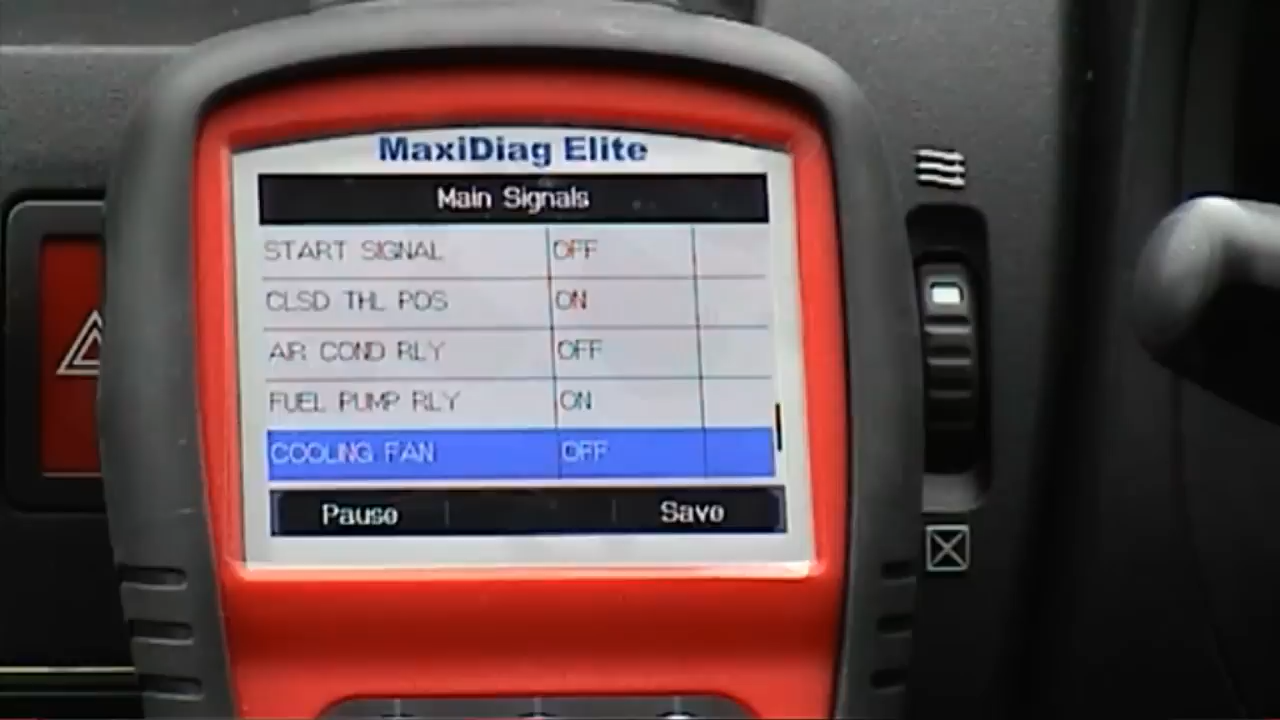 MaxiDiag Elite
Main Signals
START SIGNAL OFF
CLSD THL POS ON
AIR COND RLY OFF
FUEL PUMP RLY ON
COOLING FAN OFF
Pause Save